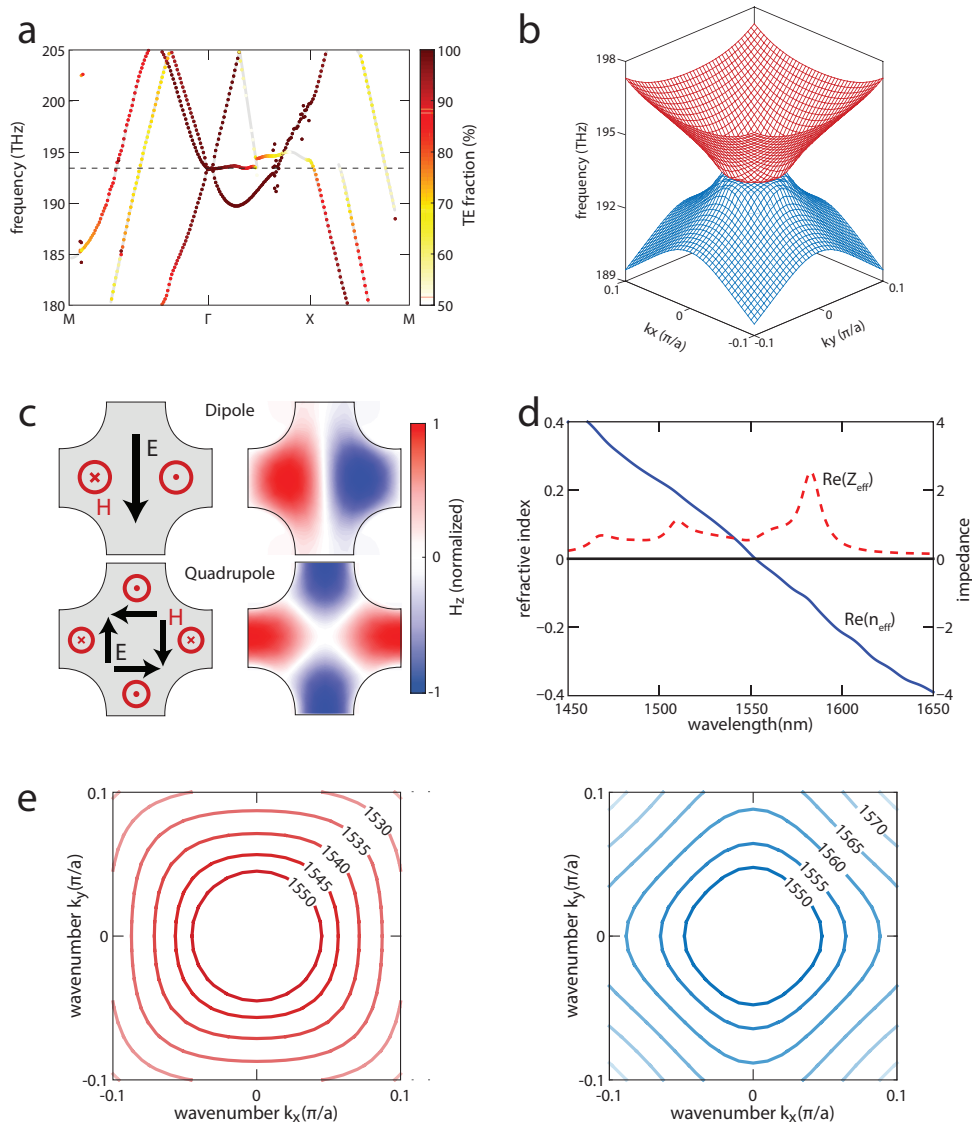 a
205
200
195
190
185
180
frequency (THz)
M
Γ
X
M
100
90
80
70
60
50
TE fraction (%)
b
198
195
192
189
frequency (THz)
0.1
0
-0.1
kx (π/a)
-0.1
0
0.1
ky (π/a)
c
Dipole
E
H
Quadrupole
H
E
1
0
-1
Hz (normalized)
d
0.4
0.2
0
-0.2
-0.4
refractive index
4
2
0
-2
-4
impedance
Re(Zeff)
Re(neff)
1450
1500
1550
1600
1650
wavelength(nm)
e
0.1
0
-0.1
wavenumber ky(π/a)
1530
1535
1540
1545
1550
-0.1
0
0.1
wavenumber kx(π/a)
0.1
0
-0.1
wavenumber ky(π/a)
1570
1565
1560
1555
1550
-0.1
0
0.1
wavenumber kx(π/a)